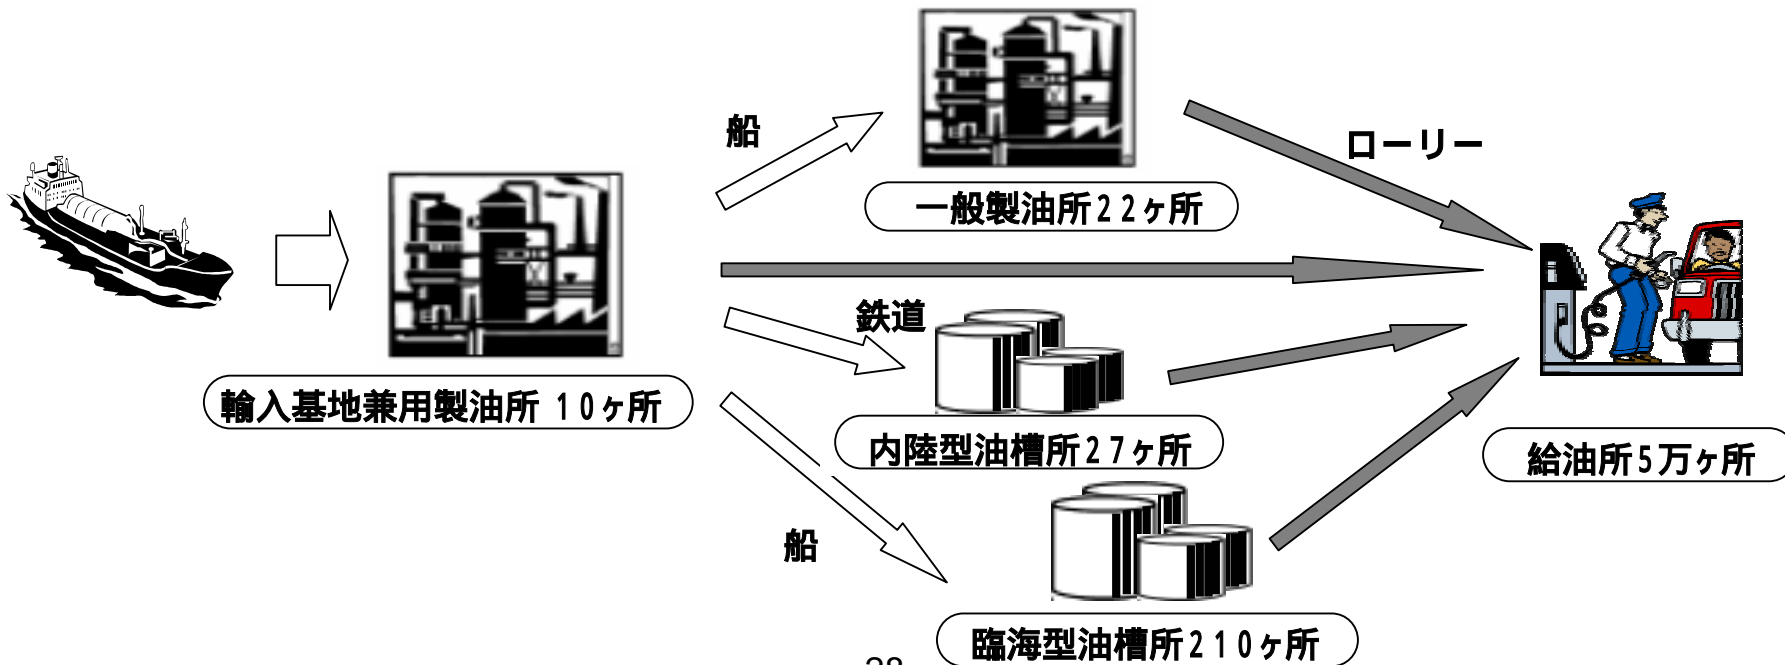 船
ローリー
一般製油所22ヶ所
鉄道
輸入基地兼用製油所 10ヶ所
内陸型油槽所27ヶ所
給油所5万ヶ所
船
臨海型油槽所210ヶ所